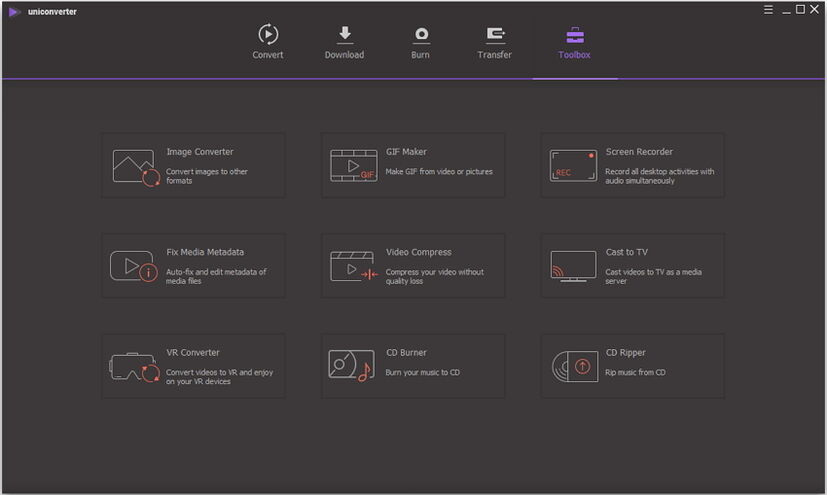 uniconverter
Convert
Download
Burn
Transfer
Toolbox
Image Converter
Convert images to other
formats
GIF
GIF Maker
Make GIF from video or pictures
REC
Screen Recorder
Record all desktop activities with
audio simultaneously
Fix Media Metadata
Auto-fix and edit metadata of
media files
Video Compress
Compress your video without
quality loss
Cast to TV
Cast videos to TV as a media
server
VR Converter
Convert videos to VR and enjoy
on your VR devices
CD Burner
Burn your music to CD
CD Ripper
Rip music from CD